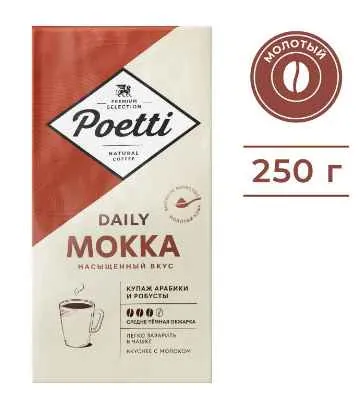 PREMIUM
SELECTION
Poetti
NATURAL
COFFEE
DAILY
МОККА
НАСЫЩЕННЫЙ ВКУС
КУПАЖ АРАБИКИ
И РОБУСТЫ
СРЕДНЕ-ТЁМНАЯ ОБЖАРКА
ЛЕГКО ЗАВАРИТЬ
В ЧАШКЕ
ВКУСНЕЕ С МОЛОКОМ
МОЛОТЫЙ
250 г